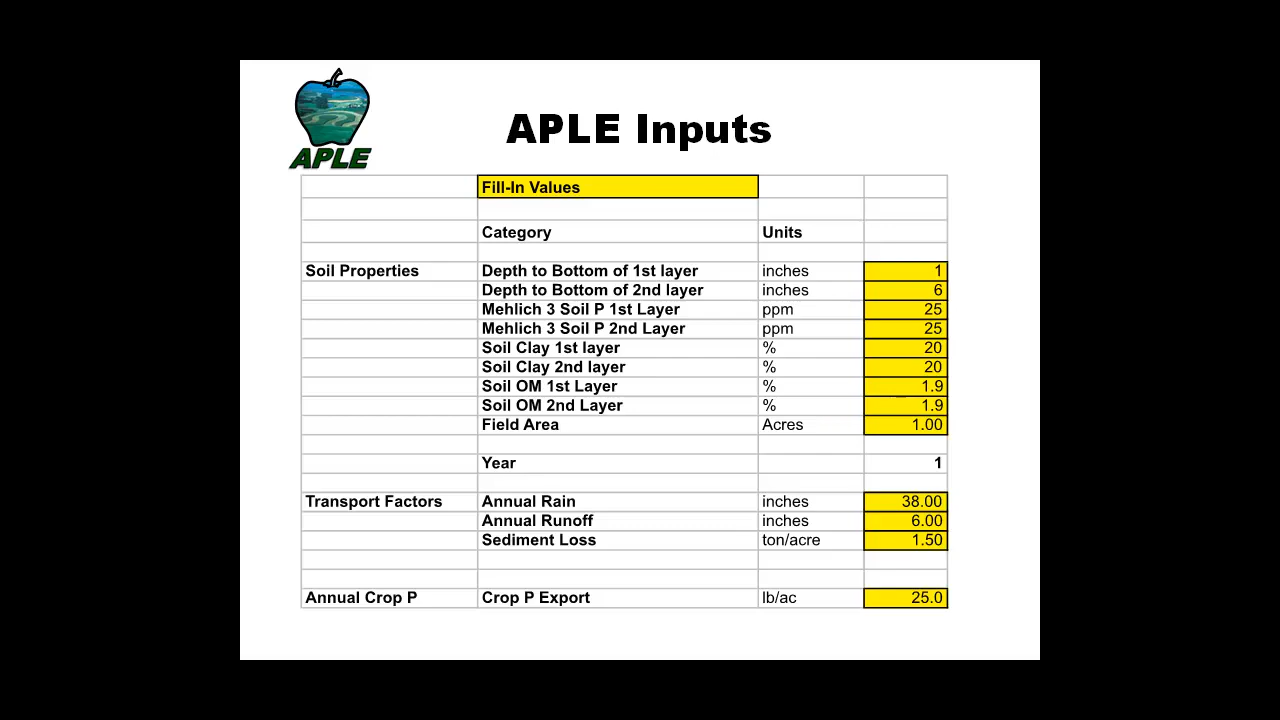 APLE
APLE Inputs
Fill-In Values
Category Units
Soil Properties Depth to Bottom of 1st layer inches 1
Depth to Bottom of 2nd layer inches 6
Mehlich 3 Soil P 1st Layer ppm 25
Mehlich 3 Soil P 2nd Layer ppm 25
Soil Clay 1st layer % 20
Soil Clay 2nd layer % 20
Soil OM 1st Layer % 1.9
Soil OM 2nd Layer % 1.9
Field Area Acres 1.00
Year 1
Transport Factors Annual Rain inches 38.00
Annual Runoff inches 6.00
Sediment Loss ton/acre 1.50
Annual Crop P Crop P Export lb/ac 25.0